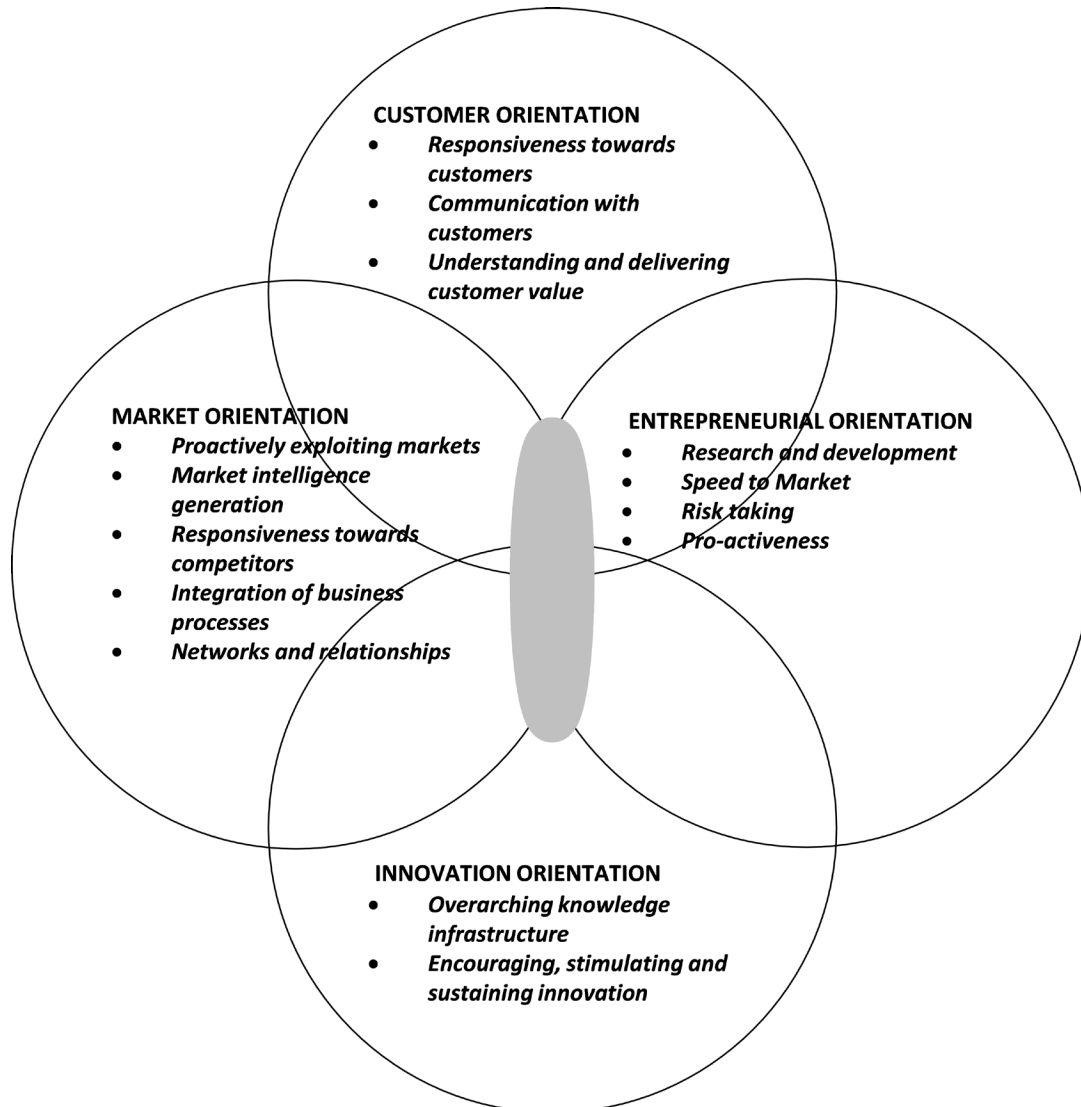 CUSTOMER ORIENTATION
• Responsiveness towards
customers
• Communication with
customers
• Understanding and delivering
customer value
MARKET ORIENTATION
• Proactively exploiting markets
• Market intelligence
generation
• Responsiveness towards
competitors
• Integration of business
processes
• Networks and relationships
ENTREPRENEURIAL ORIENTATION
• Research and development
• Speed to Market
• Risk taking
• Pro-activeness
INNOVATION ORIENTATION
• Overarching knowledge
infrastructure
• Encouraging, stimulating and
sustaining innovation